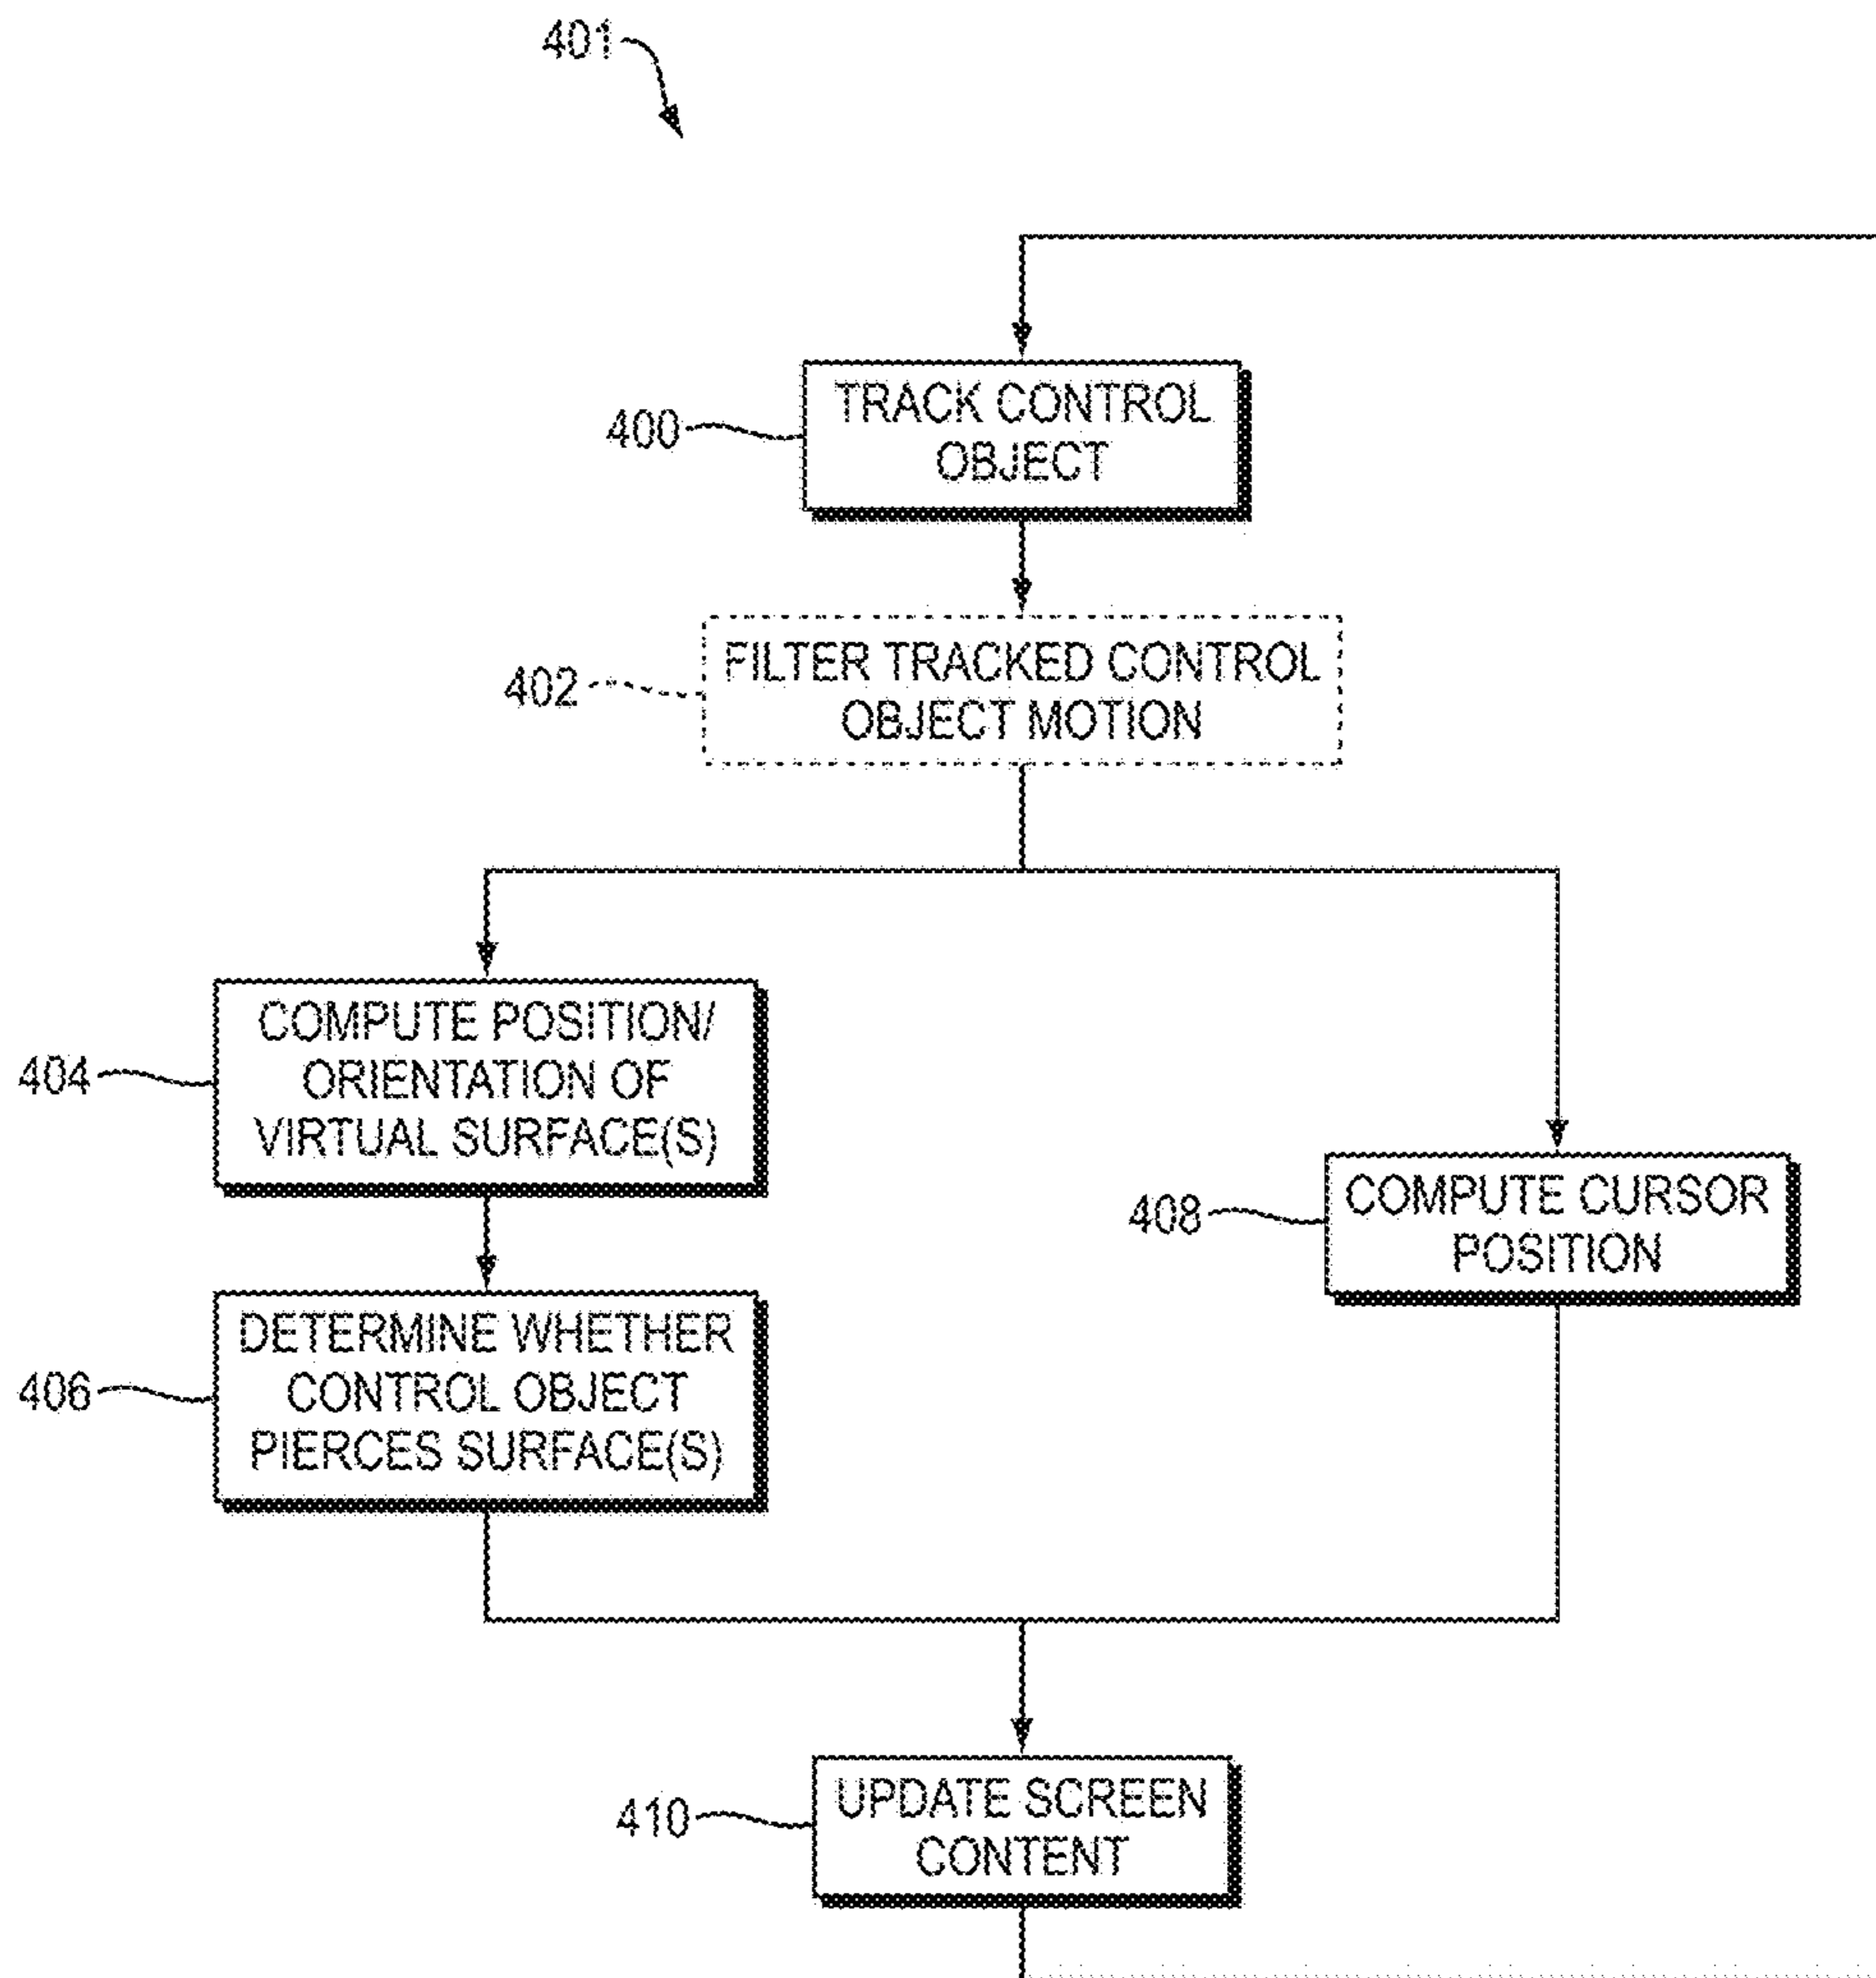 401
400
TRACK CONTROL
OBJECT
402
FILTER TRACKED CONTROL
OBJECT MOTION
404
COMPUTE POSITION/
ORIENTATION OF
VIRTUAL SURFACE(S)
408
COMPUTE CURSOR
POSITION
406
DETERMINE WHETHER
CONTROL OBJECT
PIERCES SURFACE(S)
410
UPDATE SCREEN
CONTENT